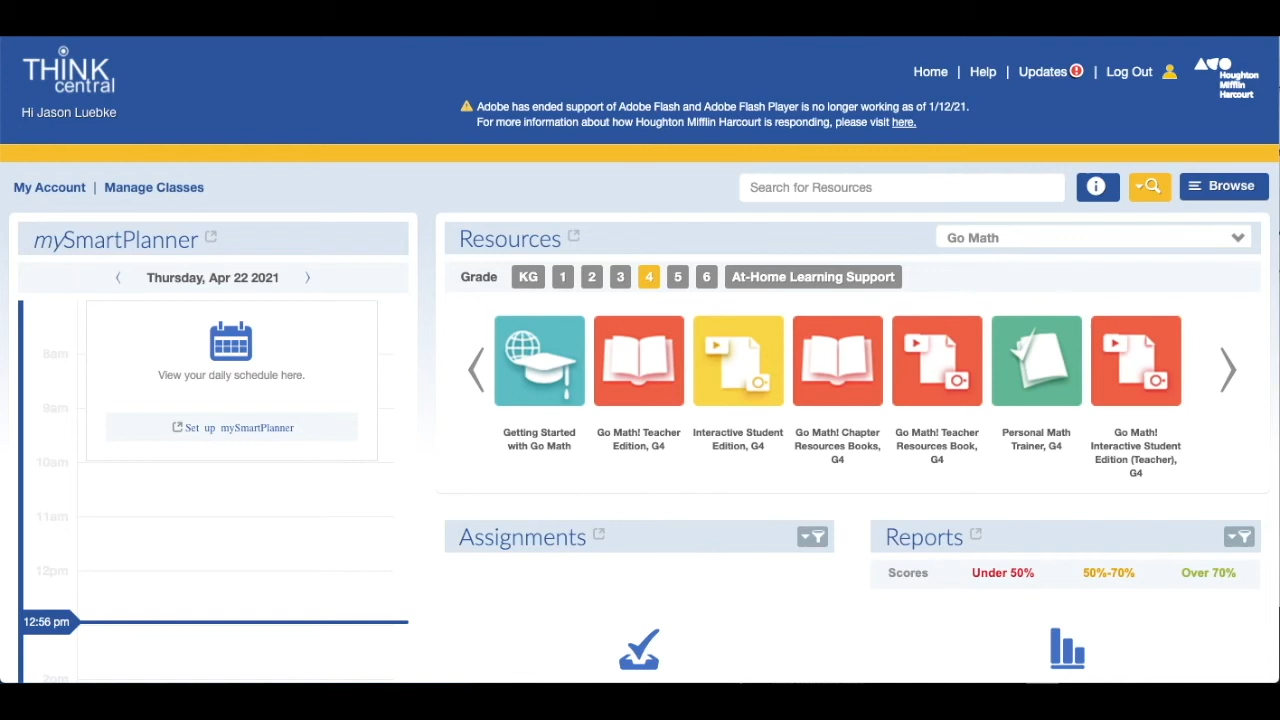 THINK
central
Hi Jason Luebke
Home | Help | Updates | Log Out
Houghton
Mifflin
Harcourt
Adobe has ended support of Adobe Flash and Adobe Flash Player is no longer working as of 1/12/21.
For more information about how Houghton Mifflin Harcourt is responding, please visit here.
My Account | Manage Classes
Search for Resources
Browse
mySmartPlanner
Thursday, Apr 22 2021
View your daily schedule here.
Set up mySmartPlanner
8am
9am
10am
11am
12pm
12:56 pm
2pm
Resources
Go Math
Grade KG 1 2 3 4 5 6 At-Home Learning Support
Getting Started
with Go Math
Go Math! Teacher
Edition, G4
Interactive Student
Edition, G4
Go Math! Chapter
Resources Books,
G4
Go Math! Teacher
Resources Book,
G4
Personal Math
Trainer, G4
Go Math!
Interactive Student
Edition (Teacher),
G4
Assignments
Reports
Scores Under 50% 50%-70% Over 70%